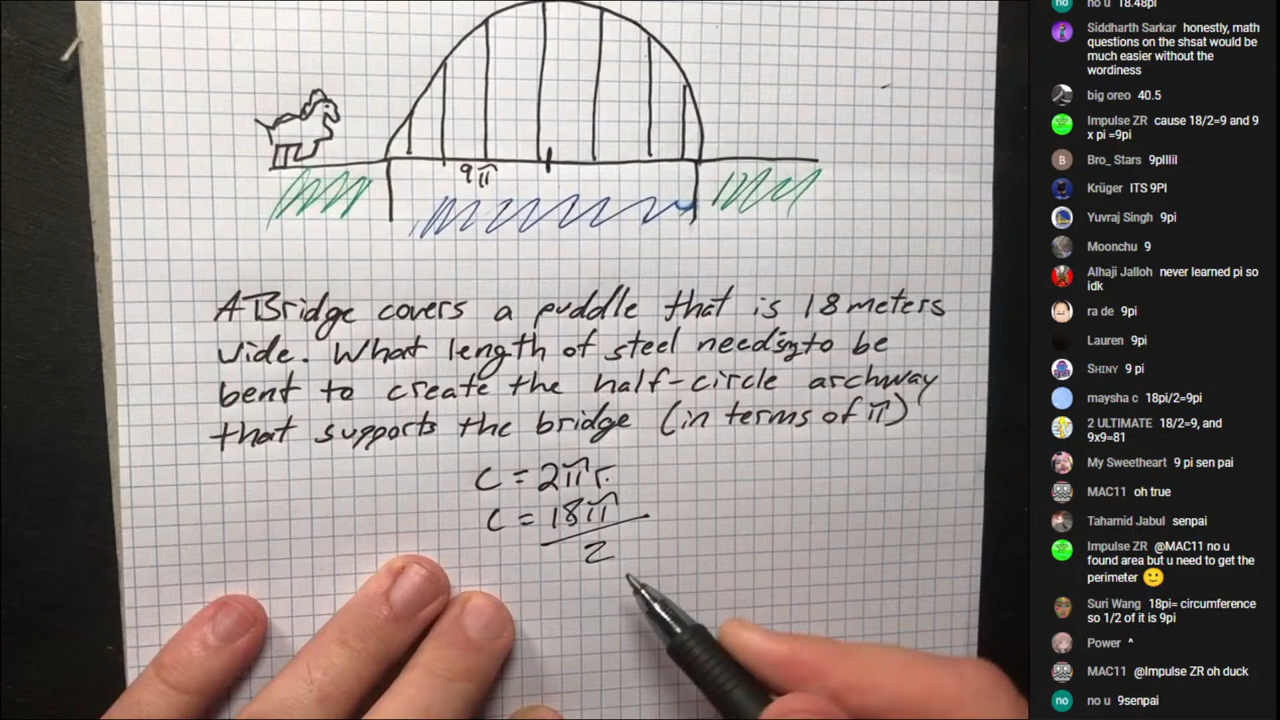 9π
A Bridge covers a puddle that is 18 meters
wide. What length of steel needs to be
bent to create the half-circle archway
that supports the bridge (in terms of π)
C = 2πr.
C = 18π
2
no u 18.48pi
Siddharth Sarkar honestly, math
questions on the shsat would be
much easier without the
wordiness
big oreo 40.5
Impulse ZR cause 18/2=9 and 9
x pi =9pi
Bro_ Stars 9pIIlil
Krüger ITS 9PI
Yuvraj Singh 9pi
Moonchu 9
Alhaji Jalloh never learned pi so
idk
ra de 9pi
Lauren 9pi
SHINY 9 pi
maysha c 18pi/2=9pi
2 ULTIMATE 18/2=9, and
9x9=81
My Sweetheart 9 pi sen pai
MAC11 oh true
Tahamid Jabul senpai
Impulse ZR @MAC11 no u
found area but u need to get the
perimeter 🙂
Suri Wang 18pi= circumference
so 1/2 of it is 9pi
Power ^
MAC11 @Impulse ZR oh duck
no
no u 9senpai